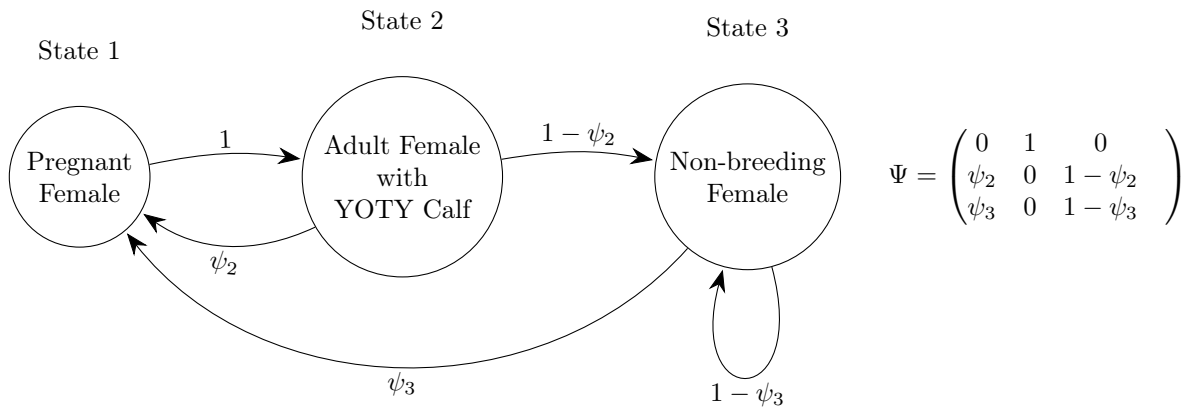 State 1
State 2
State 3
Pregnant
Female
1
Adult Female
with
YOTY Calf
1 − ψ₂
Non-breeding
Female
ψ₂
ψ₃
1 − ψ₃
Ψ = ( 0 1 0
ψ₂ 0 1 − ψ₂
ψ₃ 0 1 − ψ₃ )